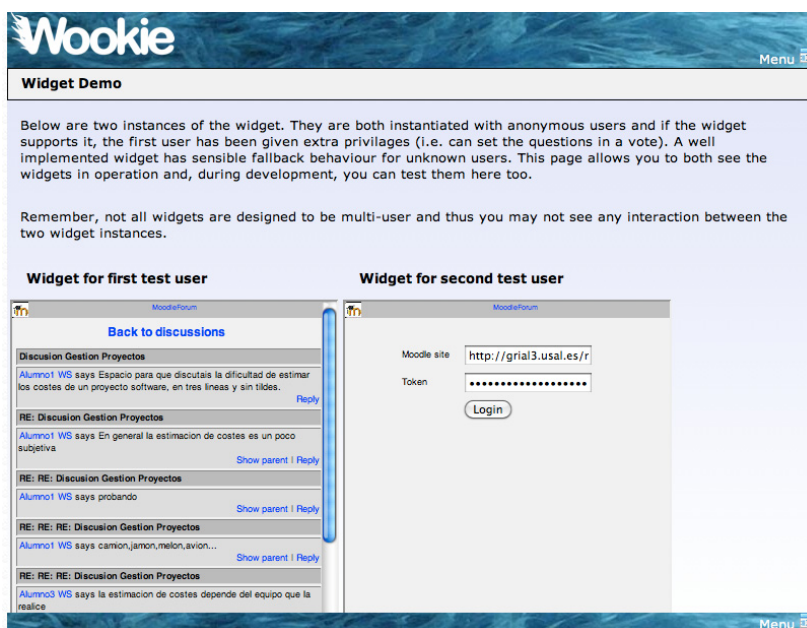 Wookie
Menu
Widget Demo
Below are two instances of the widget. They are both instantiated with anonymous users and if the widget
supports it, the first user has been given extra privilages (i.e. can set the questions in a vote). A well
implemented widget has sensible fallback behaviour for unknown users. This page allows you to both see the
widgets in operation and, during development, you can test them here too.
Remember, not all widgets are designed to be multi-user and thus you may not see any interaction between the
two widget instances.
Widget for first test user
MoodleForum
Back to discussions
Discusion Gestion Proyectos
Alumno1 WS says Espacio para que discutais la dificultad de estimar
los costes de un proyecto software, en tres lineas y sin tildes.
Reply
RE: Discusion Gestion Proyectos
Alumno1 WS says En general la estimacion de costes es un poco
subjetiva
Show parent | Reply
RE: RE: Discusion Gestion Proyectos
Alumno1 WS says probando
Show parent | Reply
RE: RE: RE: Discusion Gestion Proyectos
Alumno1 WS says camion,jamon,melon,avion...
Show parent | Reply
RE: RE: RE: Discusion Gestion Proyectos
Alumno3 WS says la estimacion de costes depende del equipo que la
realice
Widget for second test user
MoodleForum
Moodle site http://grial3.usal.es/r
Token •••••••••••••••••••
Login
Menu